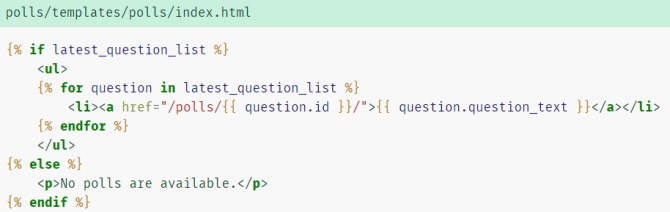 polls/templates/polls/index.html
{% if latest_question_list %}
    <ul>
    {% for question in latest_question_list %}
        <li><a href="/polls/{{ question.id }}/">{{ question.question_text }}</a></li>
    {% endfor %}
    </ul>
{% else %}
    <p>No polls are available.</p>
{% endif %}